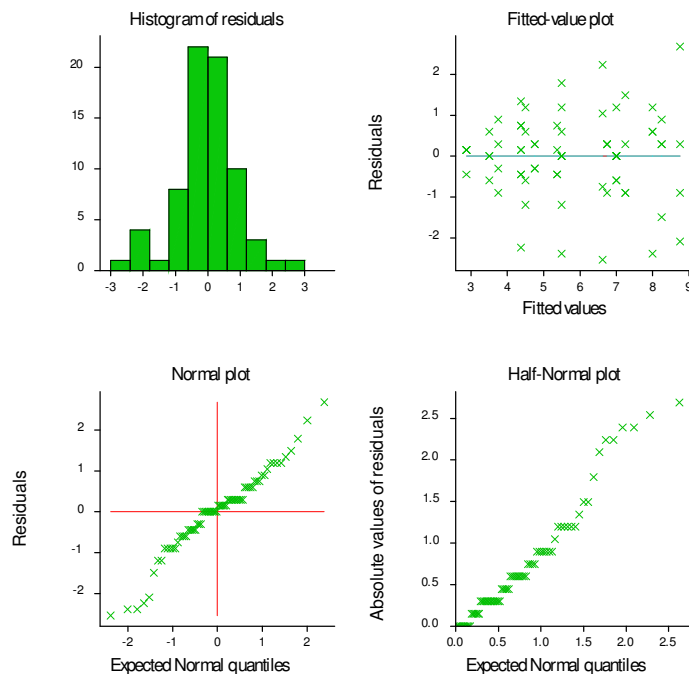 Histogram of residuals
20
15
10
5
0
-3 -2 -1 0 1 2 3
Fitted-value plot
Residuals
2
1
0
-1
-2
3 4 5 6 7 8 9
Fitted values
Normal plot
Residuals
2
1
0
-1
-2
-2 -1 0 1 2
Expected Normal quantiles
Half-Normal plot
Absolute values of residuals
2.5
2.0
1.5
1.0
0.5
0.0
0.0 0.5 1.0 1.5 2.0 2.5
Expected Normal quantiles